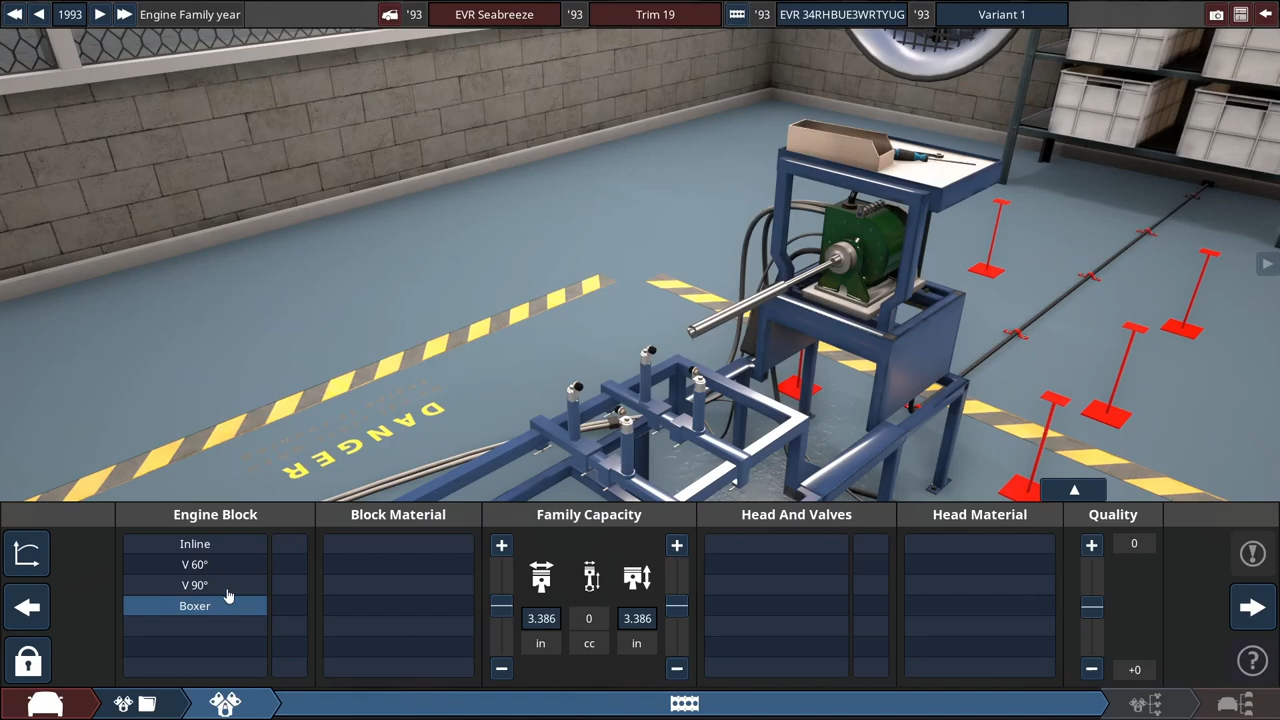 1993 Engine Family year '93 EVR Seabreeze '93 Trim 19 '93 EVR 34RHBUE3WRTYUG '93 Variant 1
DANGER
Engine Block Block Material Family Capacity Head And Valves Head Material Quality
Inline
V 60°
V 90°
Boxer
3.386 0 3.386
in cc in
0
+0